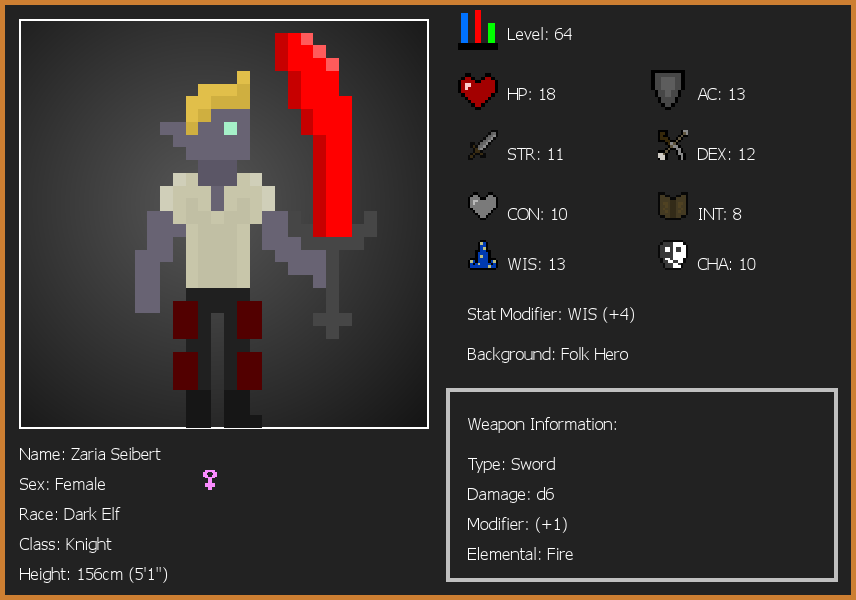 Level: 64
HP: 18
AC: 13
STR: 11
DEX: 12
CON: 10
INT: 8
WIS: 13
CHA: 10
Stat Modifier: WIS (+4)
Background: Folk Hero
Weapon Information:
Type: Sword
Damage: d6
Modifier: (+1)
Elemental: Fire
Name: Zaria Seibert
Sex: Female
Race: Dark Elf
Class: Knight
Height: 156cm (5'1")